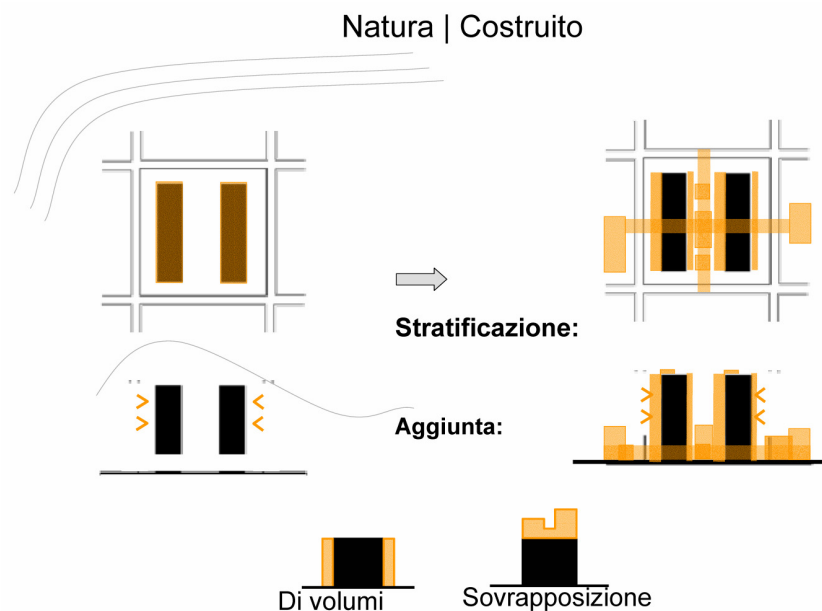 Natura | Costruito
Stratificazione:
Aggiunta:
Di volumi
Sovrapposizione